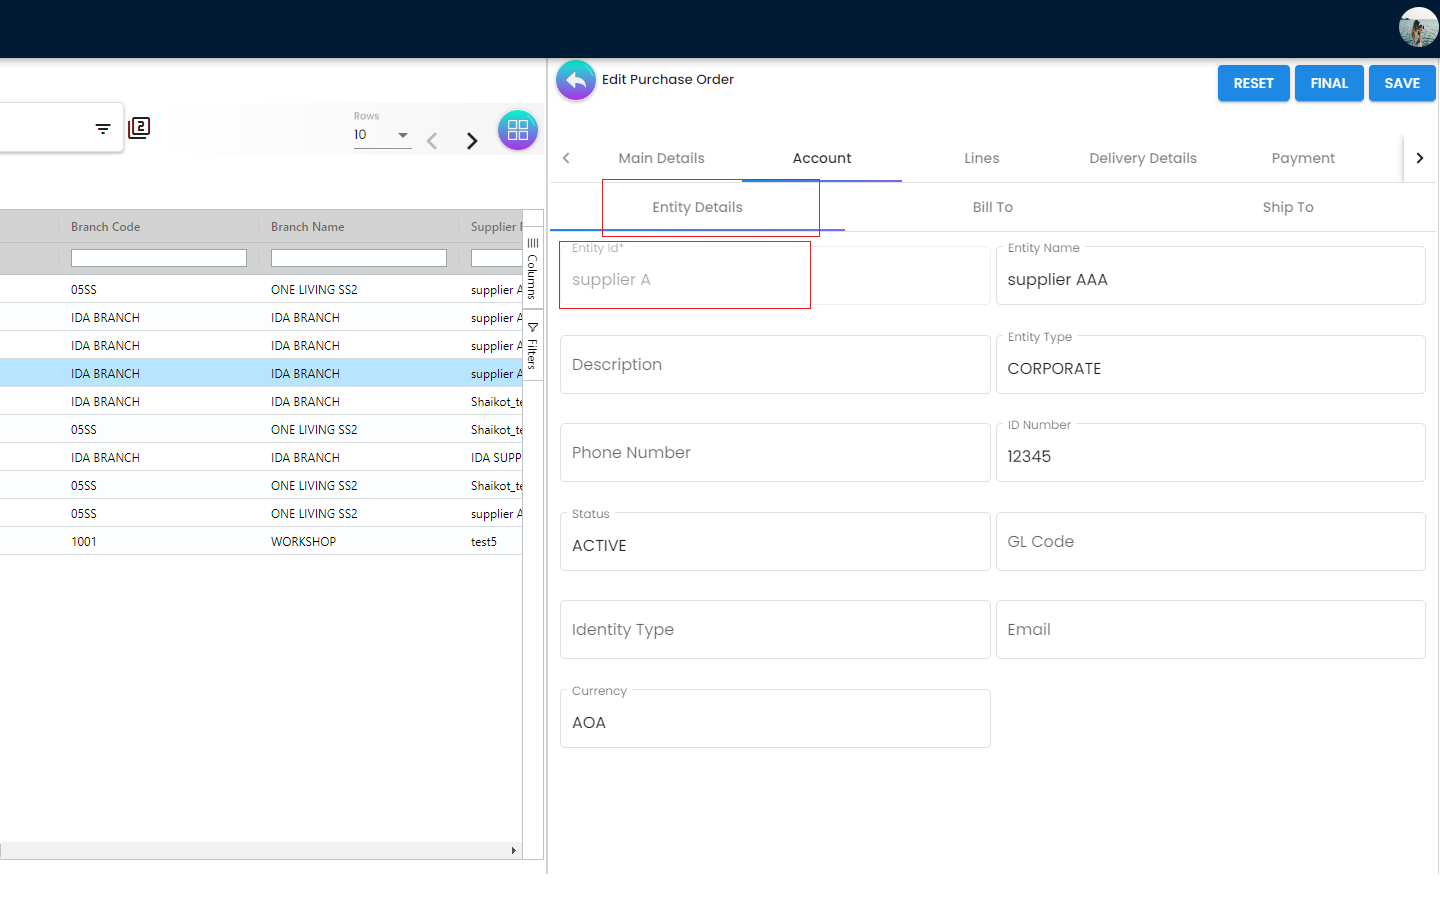 Edit Purchase Order
RESET
FINAL
SAVE
Rows
10
2
Main Details
Account
Lines
Delivery Details
Payment
Entity Details
Bill To
Ship To
Branch Code
Branch Name
Supplier
Columns
Filters
05SS ONE LIVING SS2 supplier A
IDA BRANCH IDA BRANCH supplier A
IDA BRANCH IDA BRANCH supplier A
IDA BRANCH IDA BRANCH supplier A
IDA BRANCH IDA BRANCH Shaikot_te
05SS ONE LIVING SS2 Shaikot_te
IDA BRANCH IDA BRANCH IDA SUPP
05SS ONE LIVING SS2 Shaikot_te
05SS ONE LIVING SS2 supplier A
1001 WORKSHOP test5
Entity Id*
supplier A
Entity Name
supplier AAA
Description
Entity Type
CORPORATE
Phone Number
ID Number
12345
Status
ACTIVE
GL Code
Identity Type
Email
Currency
AOA